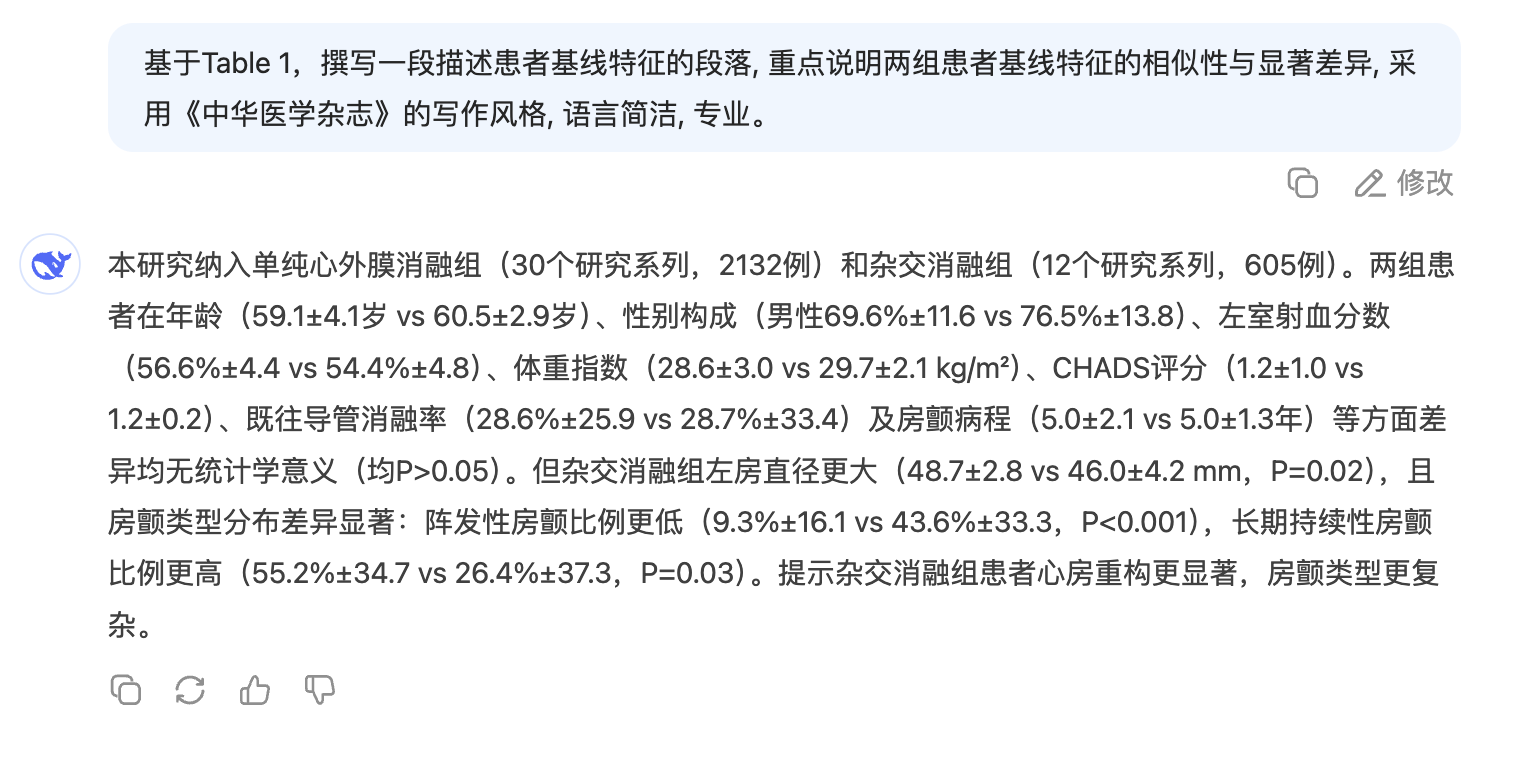 基于Table 1，撰写一段描述患者基线特征的段落, 重点说明两组患者基线特征的相似性与显著差异, 采
用《中华医学杂志》的写作风格, 语言简洁, 专业。
修改
本研究纳入单纯心外膜消融组（30个研究系列，2132例）和杂交消融组（12个研究系列，605例）。两组患
者在年龄（59.1±4.1岁 vs 60.5±2.9岁）、性别构成（男性69.6%±11.6 vs 76.5%±13.8）、左室射血分数
（56.6%±4.4 vs 54.4%±4.8）、体重指数（28.6±3.0 vs 29.7±2.1 kg/m²）、CHADS评分（1.2±1.0 vs
1.2±0.2）、既往导管消融率（28.6%±25.9 vs 28.7%±33.4）及房颤病程（5.0±2.1 vs 5.0±1.3年）等方面差
异均无统计学意义（均P>0.05）。但杂交消融组左房直径更大（48.7±2.8 vs 46.0±4.2 mm，P=0.02），且
房颤类型分布差异显著：阵发性房颤比例更低（9.3%±16.1 vs 43.6%±33.3，P<0.001），长期持续性房颤
比例更高（55.2%±34.7 vs 26.4%±37.3，P=0.03）。提示杂交消融组患者心房重构更显著，房颤类型更复
杂。